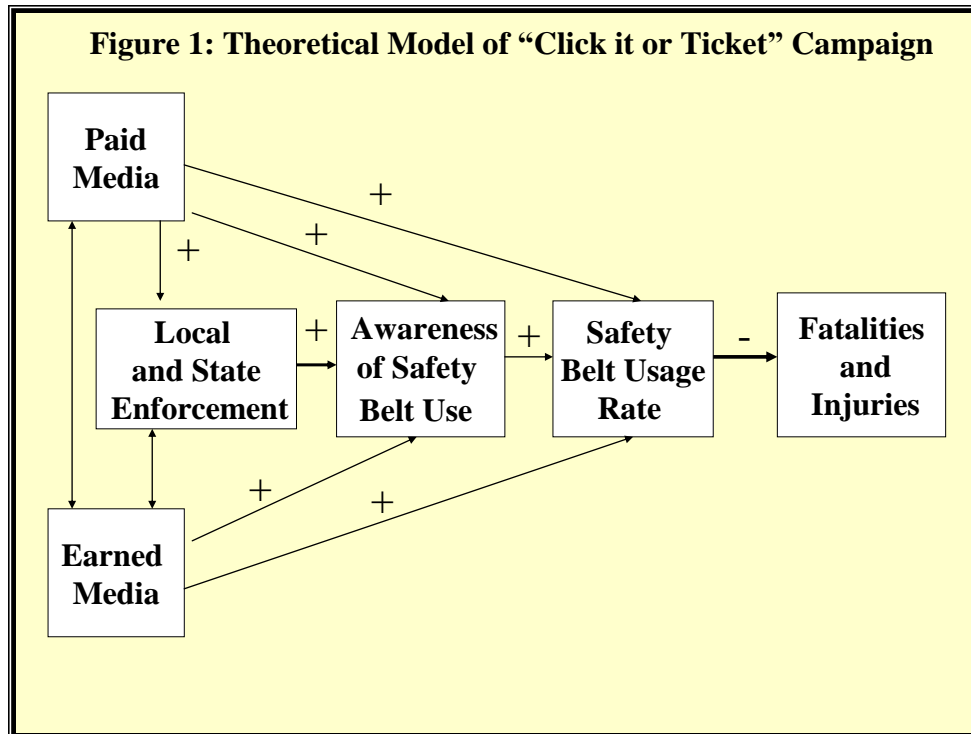 Figure 1: Theoretical Model of “Click it or Ticket” Campaign
Paid
Media
+
+
+
Local
and State
Enforcement
+
Awareness
of Safety
Belt Use
+
Safety
Belt Usage
Rate
-
Fatalities
and
Injuries
+
+
Earned
Media